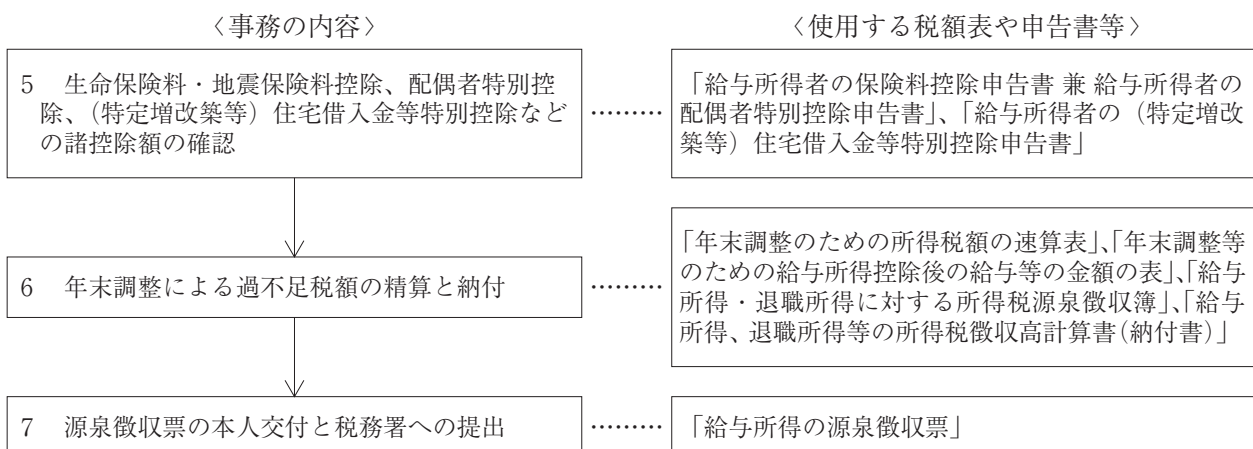 〈事務の内容〉
〈使用する税額表や申告書等〉
5 生命保険料・地震保険料控除、配偶者特別控
除、（特定増改築等）住宅借入金等特別控除など
の諸控除額の確認
………
「給与所得者の保険料控除申告書 兼 給与所得者の
配偶者特別控除申告書」、「給与所得者の（特定増改
築等）住宅借入金等特別控除申告書」
6 年末調整による過不足税額の精算と納付
………
「年末調整のための所得税額の速算表」、「年末調整等
のための給与所得控除後の給与等の金額の表」、「給与
所得・退職所得に対する所得税源泉徴収簿」、「給与
所得、退職所得等の所得税徴収高計算書（納付書）」
7 源泉徴収票の本人交付と税務署への提出
………
「給与所得の源泉徴収票」